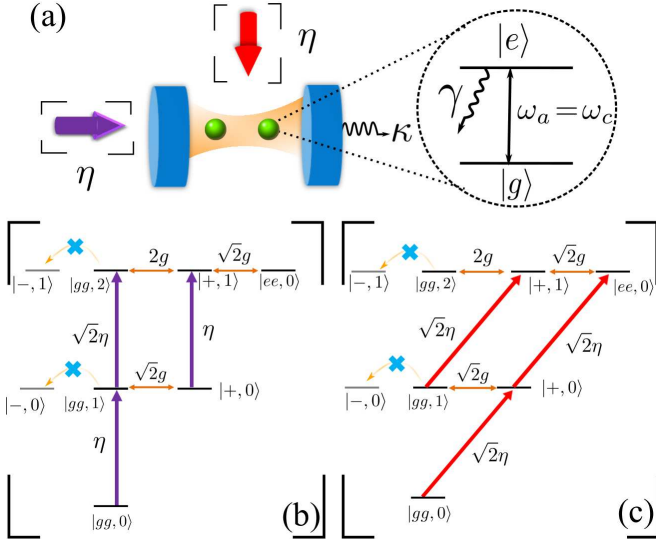 (a)
η
η
κ
|e⟩
γ
ω_a = ω_c
|g⟩
2g
√2g
|−, 1⟩
|gg, 2⟩
|+, 1⟩
|ee, 0⟩
√2η
η
√2g
|−, 0⟩
|gg, 1⟩
|+, 0⟩
η
|gg, 0⟩
(b)
2g
√2g
|−, 1⟩
|gg, 2⟩
|+, 1⟩
|ee, 0⟩
√2η
√2η
√2g
|−, 0⟩
|gg, 1⟩
|+, 0⟩
√2η
|gg, 0⟩
(c)